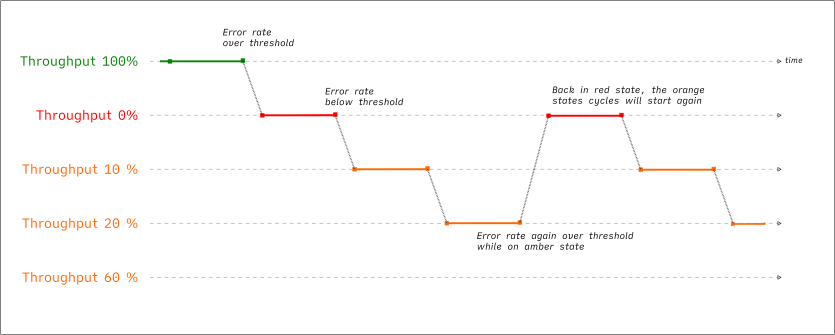 Error rate
over threshold
Throughput 100%
time
Error rate
below threshold
Back in red state, the orange
states cycles will start again
Throughput 0%
Throughput 10 %
Throughput 20 %
Error rate again over threshold
while on amber state
Throughput 60 %